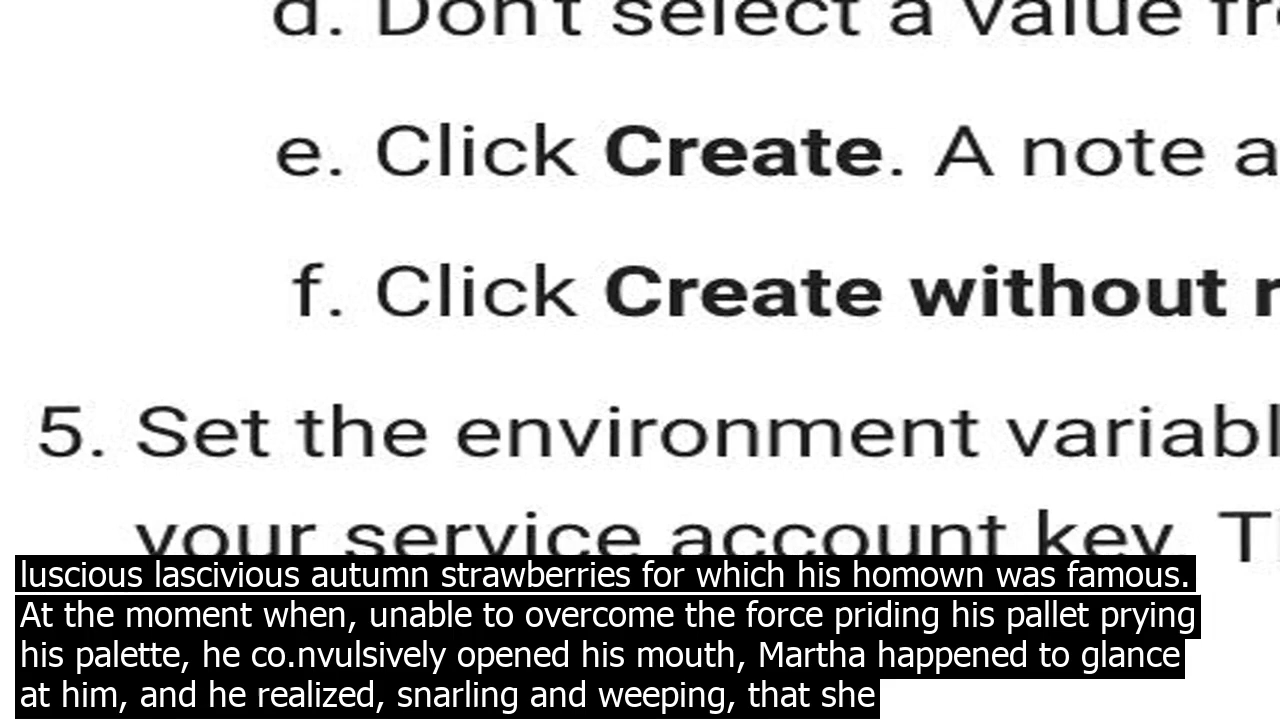 d. Don't select a value
e. Click Create. A note
f. Click Create without
5. Set the environment
your service account key.
luscious lascivious autumn strawberries for which his homown was famous.
At the moment when, unable to overcome the force priding his pallet prying
his palette, he co.nvulsively opened his mouth, Martha happened to glance
at him, and he realized, snarling and weeping, that she